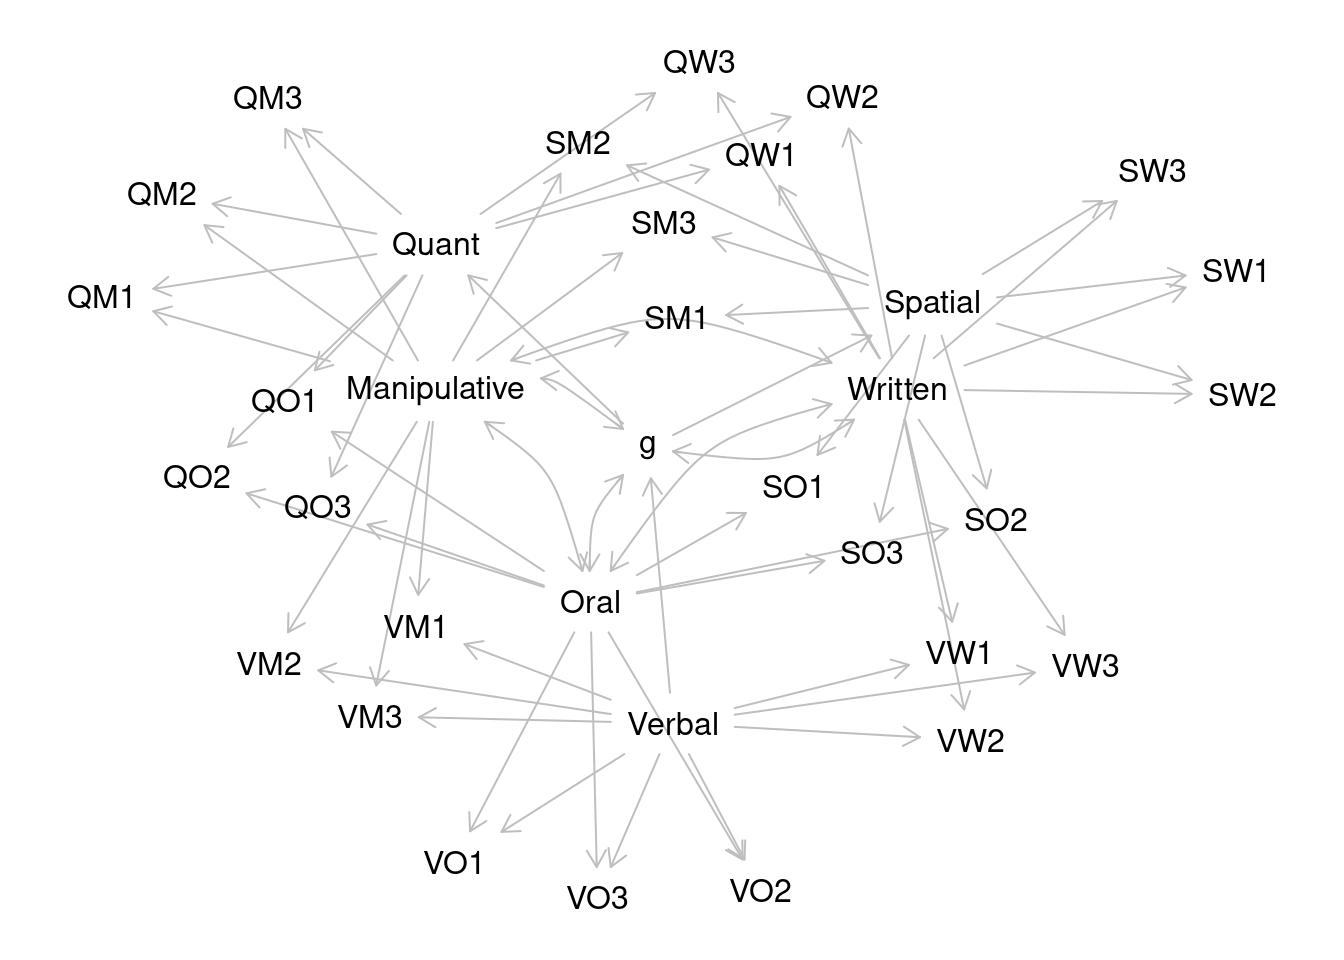 QW3
QM3
QW2
SM2
QW1
SW3
QM2
SM3
Quant
SW1
QM1
Spatial
SM1
Manipulative
Written
SW2
QO1
g
QO2
SO1
QO3
SO2
SO3
Oral
VM1
VW1
VM2
VW3
VM3
Verbal
VW2
VO1
VO3
VO2